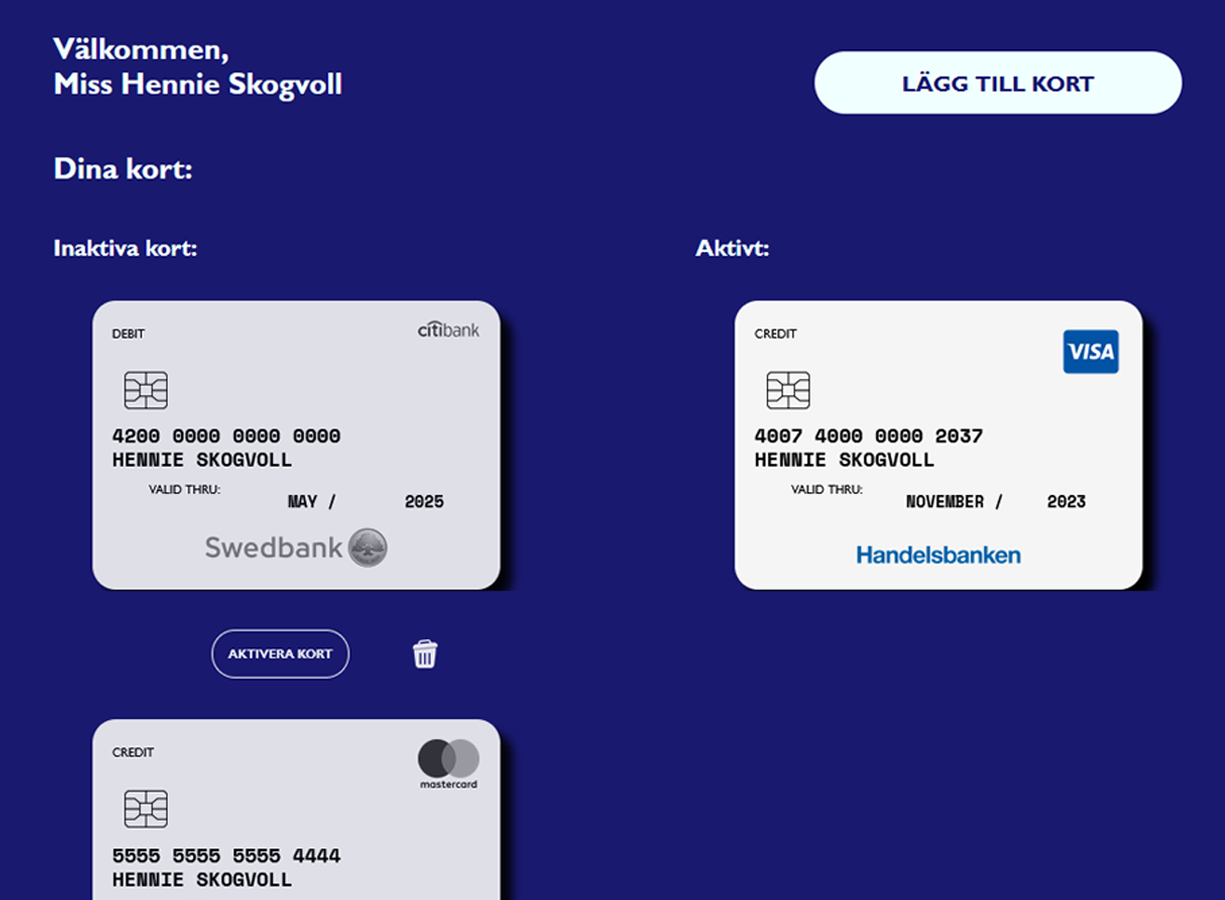 Välkommen,
Miss Hennie Skogvoll
LÄGG TILL KORT
Dina kort:
Inaktiva kort:
DEBIT
citibank
4200 0000 0000 0000
HENNIE SKOGVOLL
VALID THRU:
MAY / 2025
Swedbank
AKTIVERA KORT
CREDIT
mastercard
5555 5555 5555 4444
HENNIE SKOGVOLL
Aktivt:
CREDIT
VISA
4007 4000 0000 2037
HENNIE SKOGVOLL
VALID THRU:
NOVEMBER / 2023
Handelsbanken